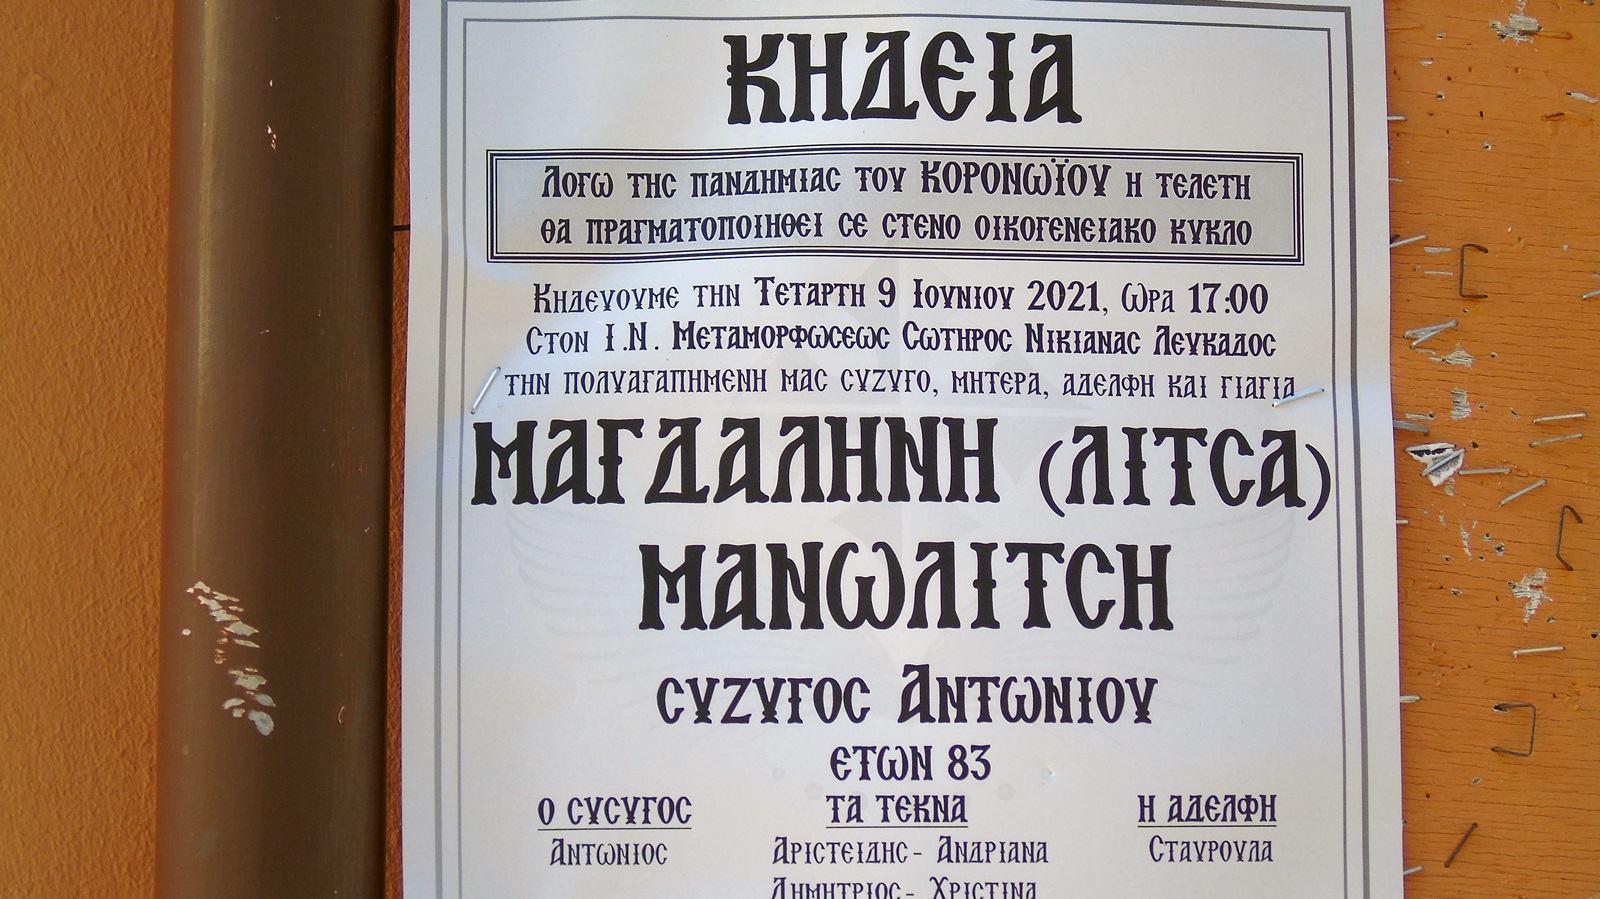 ΚΗΔΕΙΑ
Λογω της πανδημιας του ΚΟΡΟΝΩΪΟΥ η τελετη
θα πραγματοποιηθει σε στενο οικογενειακο κυκλο
Κηδευουμε την Τεταρτη 9 Ιουνιου 2021, Ωρα 17:00
Στον Ι.Ν. Μεταμορφωσεως Σωτηρος Νικιανας Λευκαδος
την πολυαγαπημενη μας συζυγο, μητερα, αδελφη και γιαγια
ΜΑΓΔΑΛΗΝΗ (ΛΙΤΣΑ)
ΜΑΝΩΛΙΤΣΗ
συζυγος Αντωνιου
ετων 83
Ο ΣΥΣΥΓΟΣ ΤΑ ΤΕΚΝΑ Η ΑΔΕΛΦΗ
Αντωνιος Αριστειδης - Ανδριανα Σταυρουλα
Δημητριος - Χριστινα